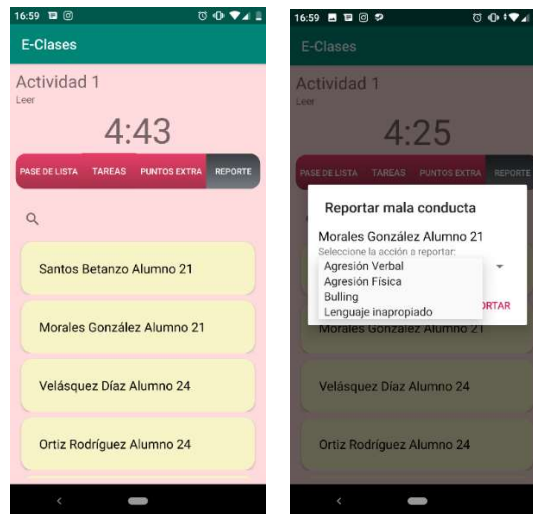 16:59
E-Clases
Actividad 1
Leer
4:43
PASE DE LISTA TAREAS PUNTOS EXTRA REPORTE
Santos Betanzo Alumno 21
Morales González Alumno 21
Velásquez Díaz Alumno 24
Ortiz Rodríguez Alumno 24
16:59
E-Clases
Actividad 1
Leer
4:25
PASE DE LISTA TAREAS PUNTOS EXTRA REPORTE
Reportar mala conducta
Morales González Alumno 21
Seleccione la acción a reportar:
Agresión Verbal
Agresión Física
Bulling
Lenguaje inapropiado
RTAR
Morales González Alumno 21
Velásquez Díaz Alumno 24
Ortiz Rodríguez Alumno 24